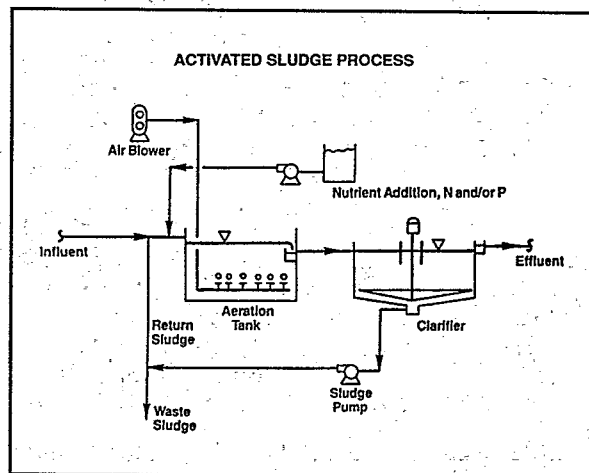 ACTIVATED SLUDGE PROCESS
Air Blower
Nutrient Addition, N and/or P
Influent
Effluent
Aeration
Tank
Clarifier
Return
Sludge
Sludge
Pump
Waste
Sludge